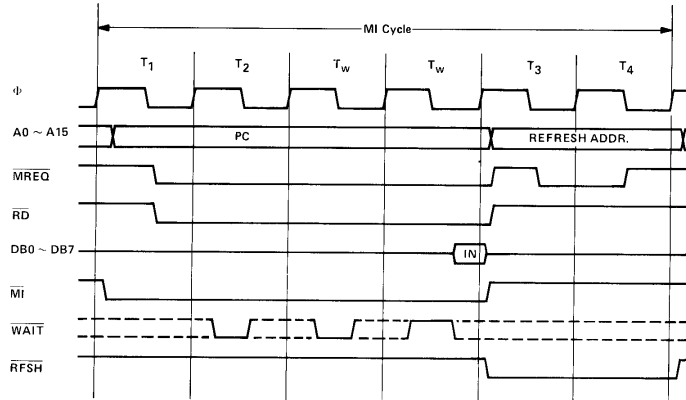 MI Cycle
T1 T2 Tw Tw T3 T4
Φ
A0 ~ A15 PC REFRESH ADDR.
MREQ
RD
DB0 ~ DB7 IN
MI
WAIT
RFSH